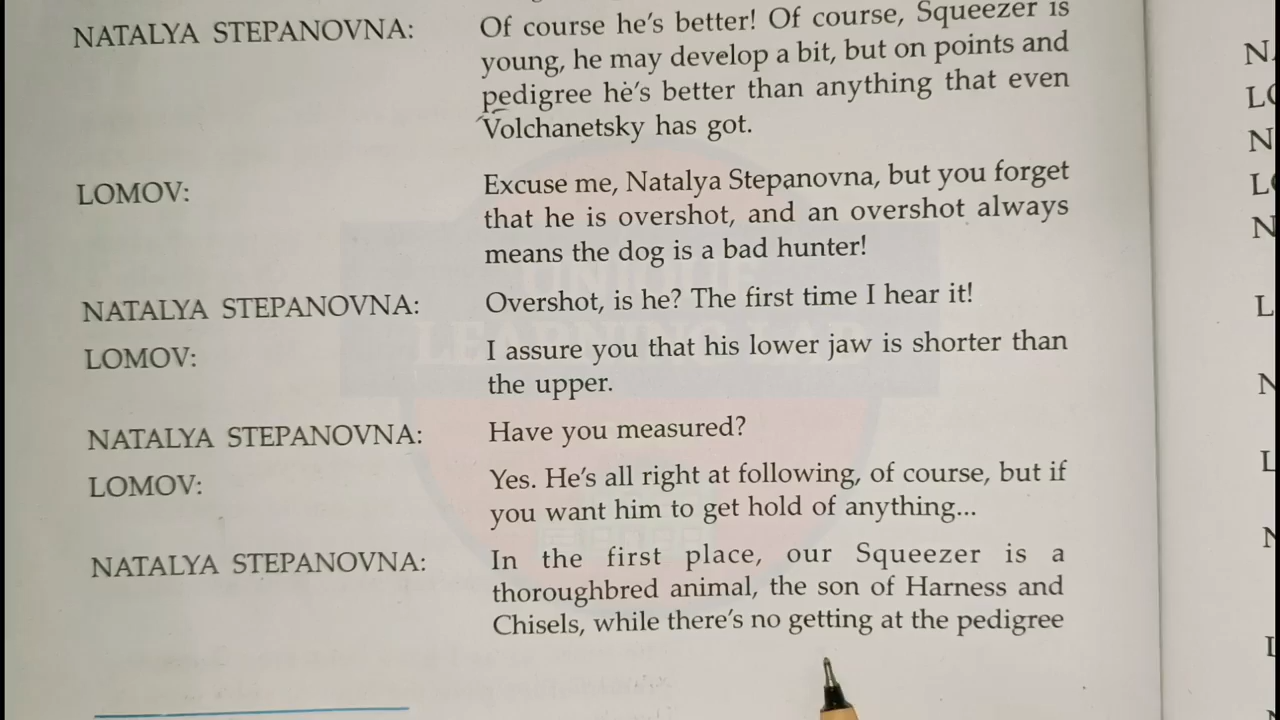 NATALYA STEPANOVNA: Of course he's better! Of course, Squeezer is
young, he may develop a bit, but on points and
pedigree he's better than anything that even
Volchanetsky has got.
LOMOV: Excuse me, Natalya Stepanovna, but you forget
that he is overshot, and an overshot always
means the dog is a bad hunter!
NATALYA STEPANOVNA: Overshot, is he? The first time I hear it!
LOMOV: I assure you that his lower jaw is shorter than
the upper.
NATALYA STEPANOVNA: Have you measured?
LOMOV: Yes. He's all right at following, of course, but if
you want him to get hold of anything...
NATALYA STEPANOVNA: In the first place, our Squeezer is a
thoroughbred animal, the son of Harness and
Chisels, while there's no getting at the pedigree
UNIQUE
LEARNING LAB